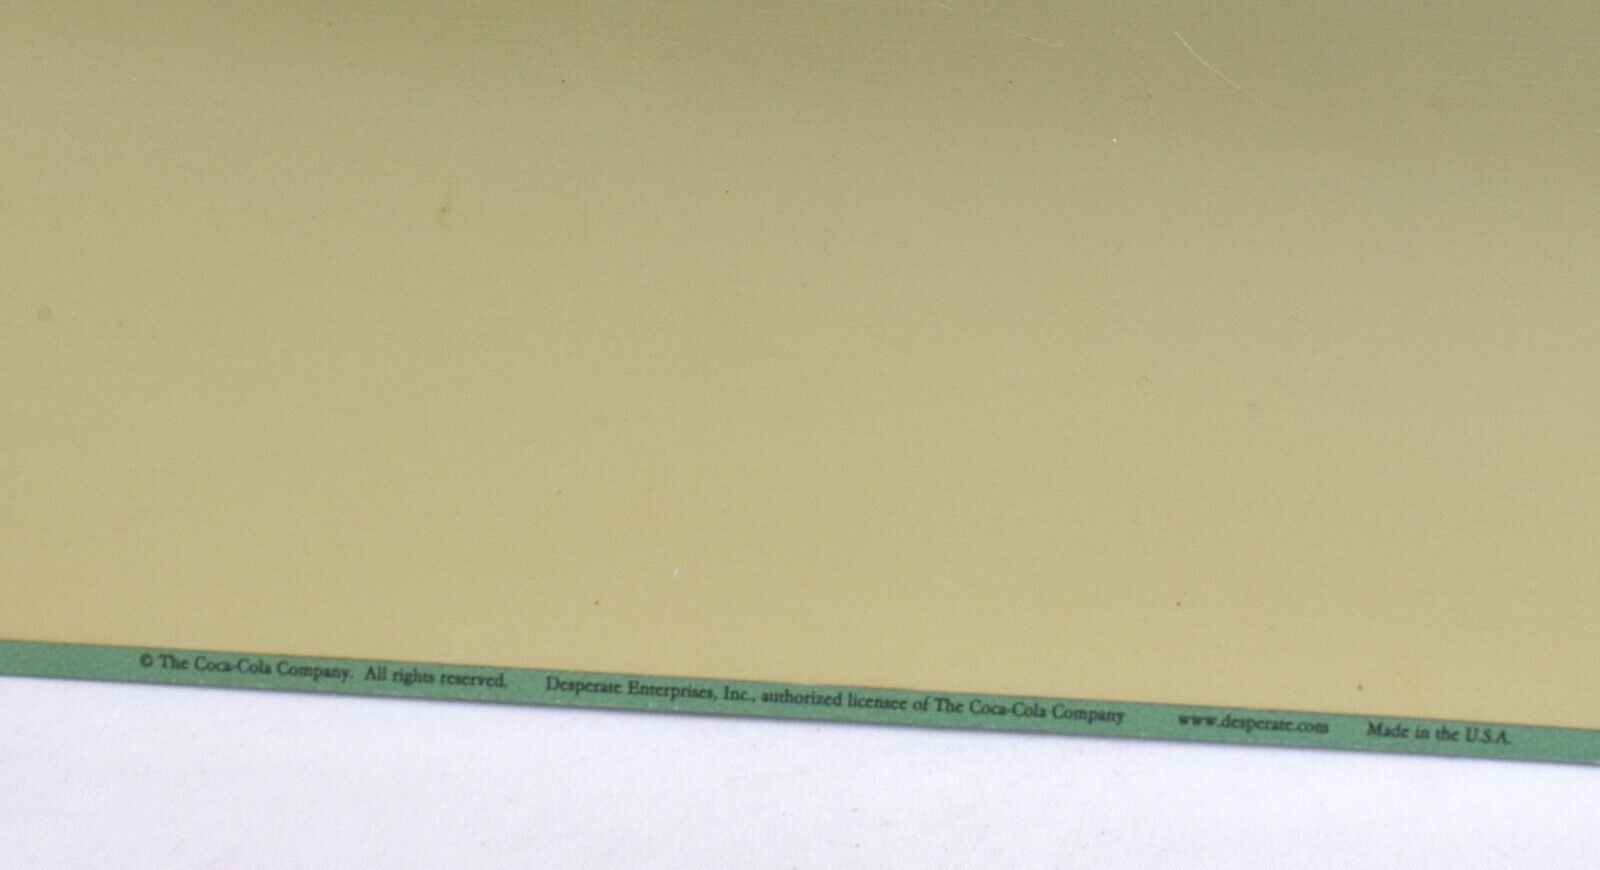 © The Coca-Cola Company. All rights reserved. Desperate Enterprises, Inc., authorized licensee of The Coca-Cola Company www.desperate.com Made in the U.S.A.